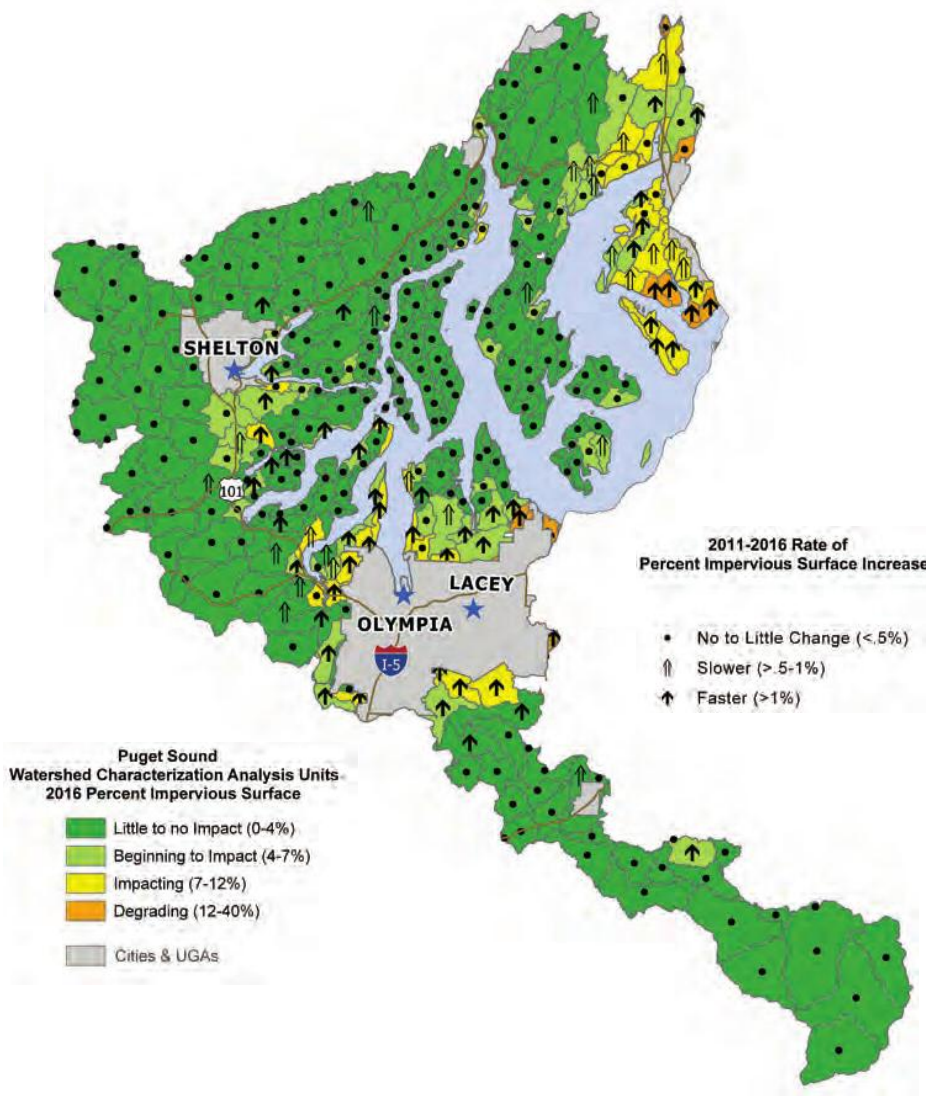 SHELTON
101
LACEY
OLYMPIA
I-5
2011-2016 Rate of
Percent Impervious Surface Increase
No to Little Change (<.5%)
Slower (>.5-1%)
Faster (>1%)
Puget Sound
Watershed Characterization Analysis Units
2016 Percent Impervious Surface
Little to no Impact (0-4%)
Beginning to Impact (4-7%)
Impacting (7-12%)
Degrading (12-40%)
Cities & UGAs